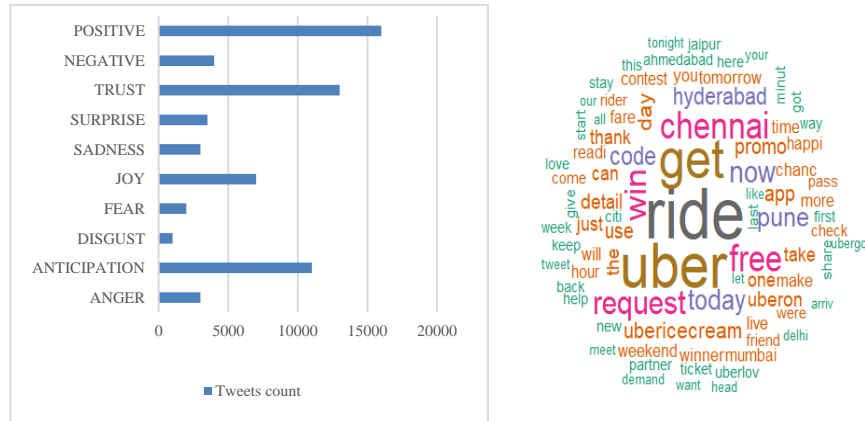 POSITIVE
NEGATIVE
TRUST
SURPRISE
SADNESS
JOY
FEAR
DISGUST
ANTICIPATION
ANGER
0 5000 10000 15000 20000
Tweets count
tonight jaipur
this ahmedabad here your
stay contest you tomorrow minut
our rider day hyderabad got
start all fare chennai time way
thank promo happi
readi code get now chanc
love come can win pass
give detail ride like app more
week just citi last pune first
use check
keep will the uber free take share ubergo
tweet hour let one make
back request today uberon arriv
help were
new ubericecream live delhi
friend
meet weekend winner mumbai
partner ticket uberlov
demand want head